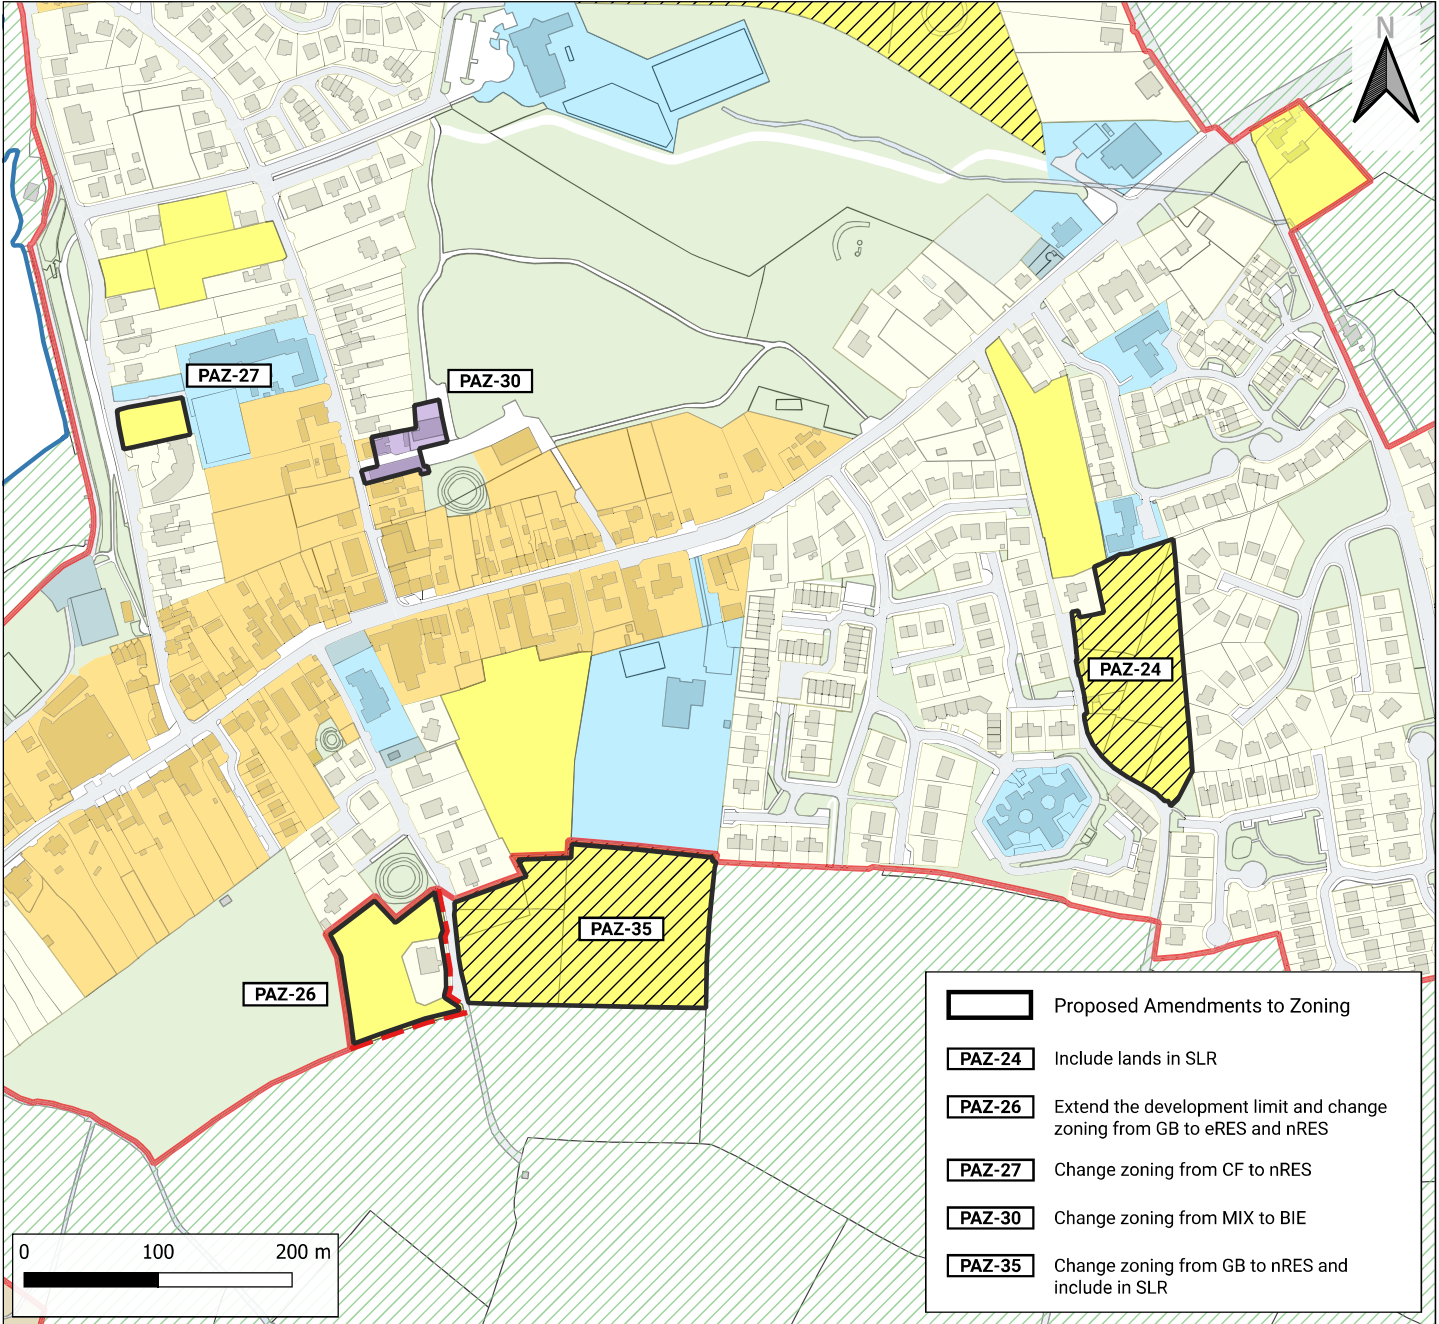 N
PAZ-27
PAZ-30
PAZ-24
PAZ-35
PAZ-26
Proposed Amendments to Zoning
PAZ-24 Include lands in SLR
PAZ-26 Extend the development limit and change
zoning from GB to eRES and nRES
PAZ-27 Change zoning from CF to nRES
PAZ-30 Change zoning from MIX to BIE
PAZ-35 Change zoning from GB to nRES and
include in SLR
0 100 200 m